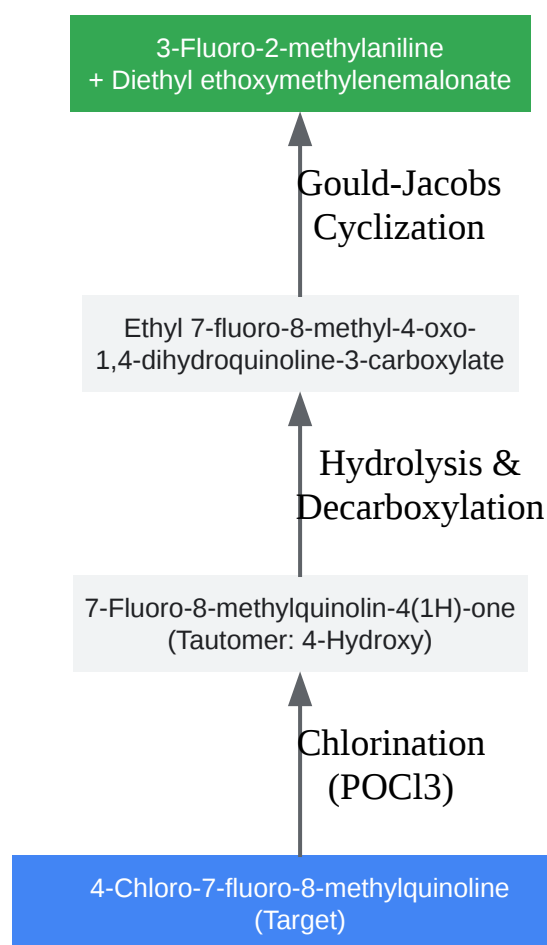 3-Fluoro-2-methylaniline
+ Diethyl ethoxymethylenemalonate
Gould-Jacobs
Cyclization
Ethyl 7-fluoro-8-methyl-4-oxo-
1,4-dihydroquinoline-3-carboxylate
Hydrolysis &
Decarboxylation
7-Fluoro-8-methylquinolin-4(1H)-one
(Tautomer: 4-Hydroxy)
Chlorination
(POCl3)
4-Chloro-7-fluoro-8-methylquinoline
(Target)